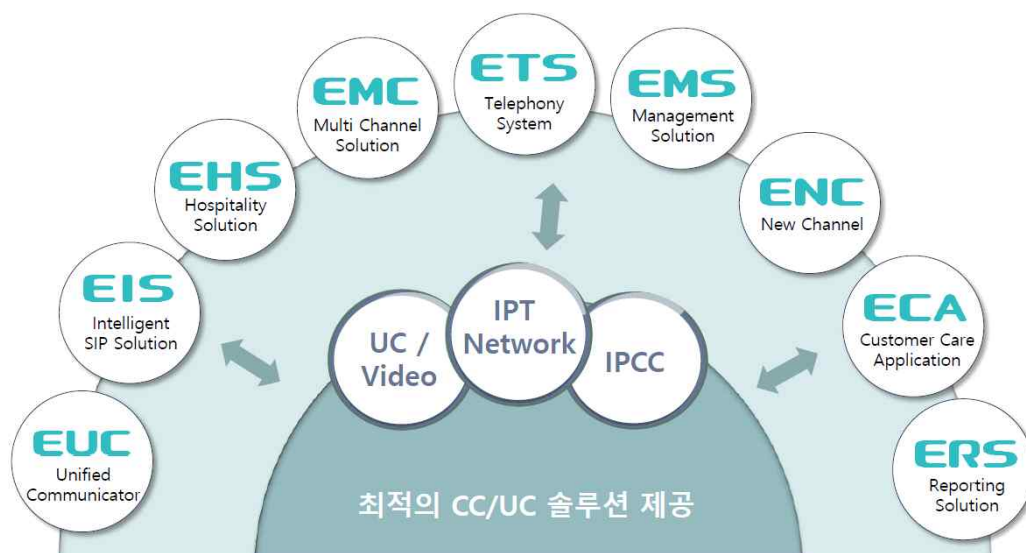 EUC
Unified
Communicator
EIS
Intelligent
SIP Solution
EHS
Hospitality
Solution
EMC
Multi Channel
Solution
ETS
Telephony
System
EMS
Management
Solution
ENC
New Channel
ECA
Customer Care
Application
ERS
Reporting
Solution
UC /
Video
IPT
Network
IPCC
최적의 CC/UC 솔루션 제공